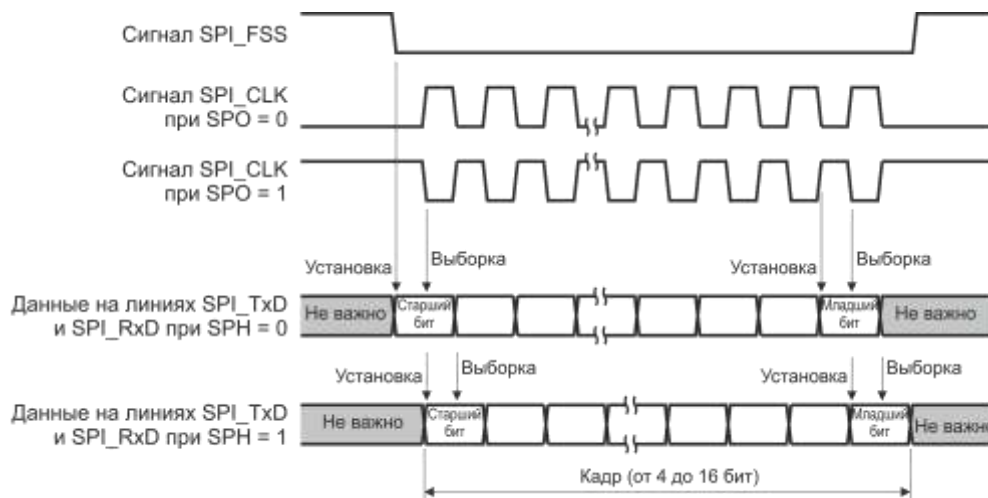 Сигнал SPI_FSS
Сигнал SPI_CLK
при SPO = 0
Сигнал SPI_CLK
при SPO = 1
Установка
Выборка
Установка
Выборка
Данные на линиях SPI_TxD
и SPI_RxD при SPH = 0
Не важно
Старший
бит
Младший
бит
Не важно
Установка
Выборка
Установка
Выборка
Данные на линиях SPI_TxD
и SPI_RxD при SPH = 1
Не важно
Старший
бит
Младший
бит
Не важно
Кадр (от 4 до 16 бит)